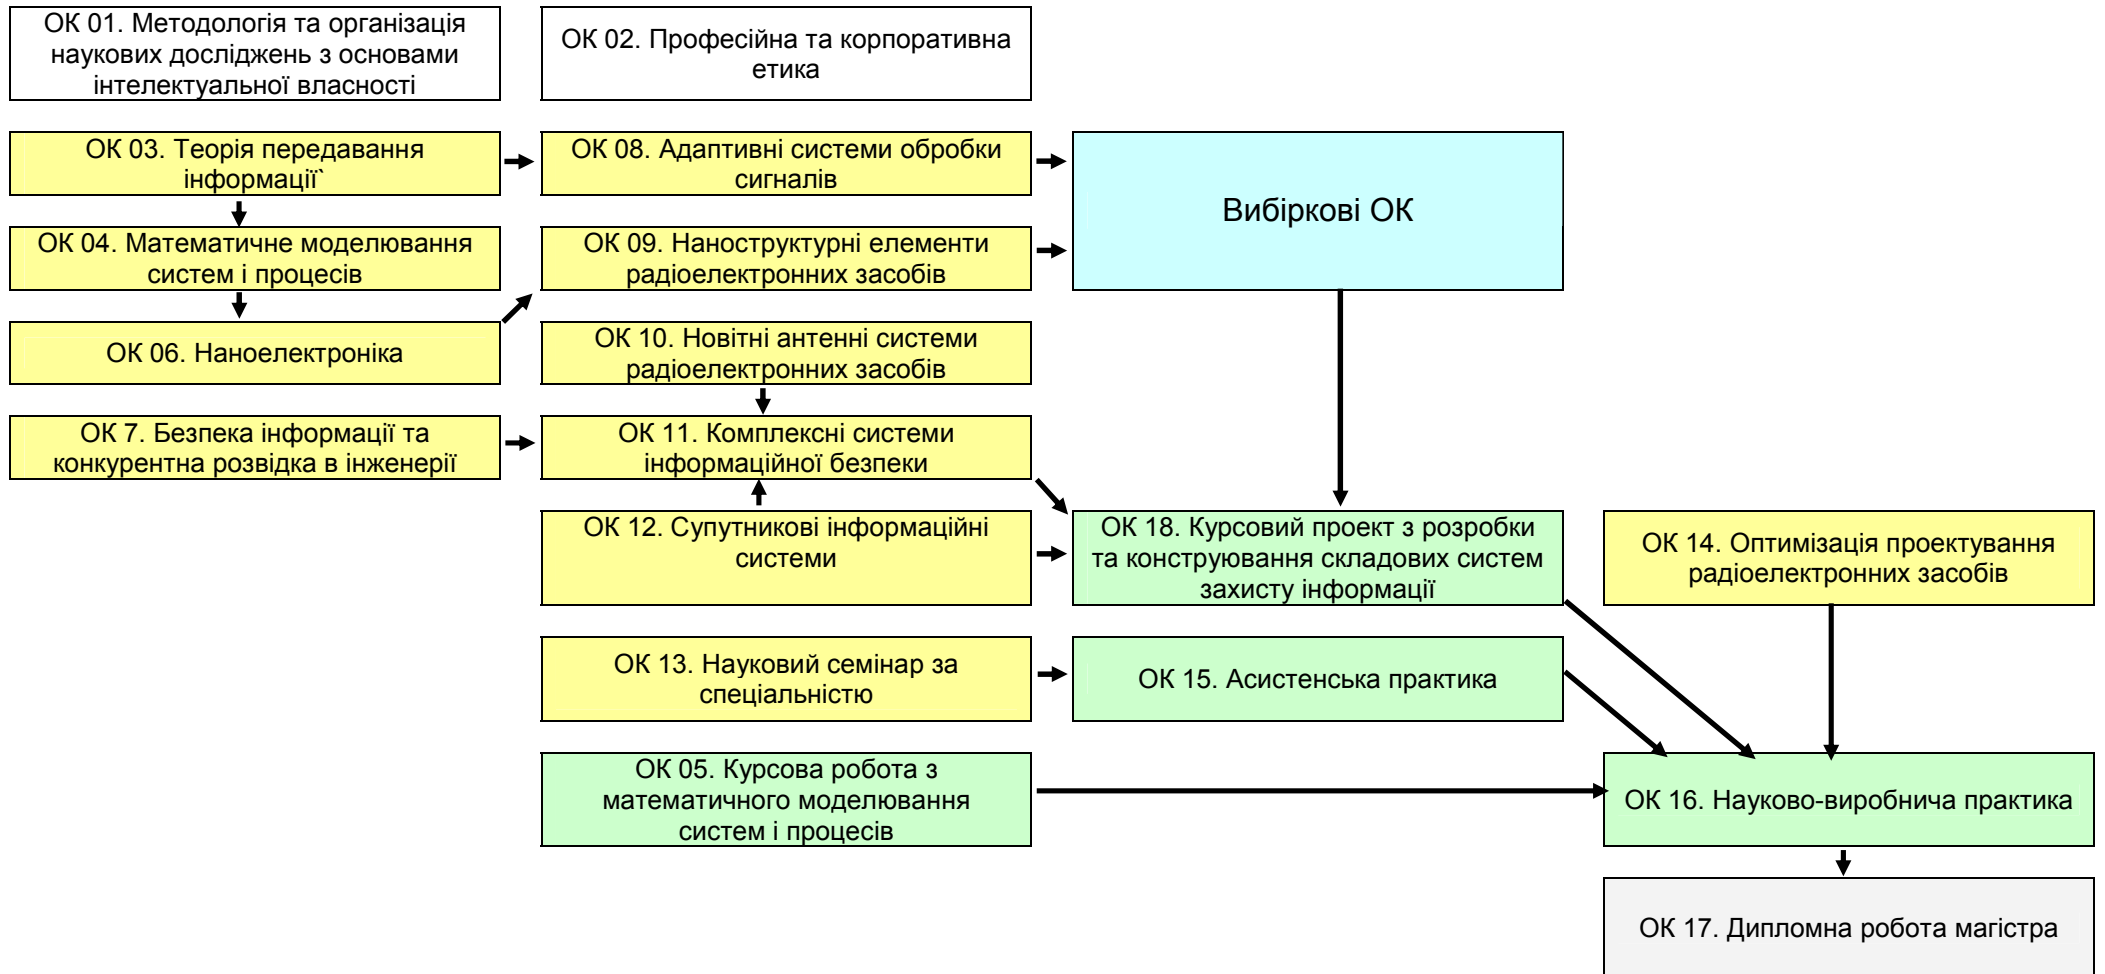 ОК 01. Методологія та організація
наукових досліджень з основами
інтелектуальної власності
ОК 02. Професійна та корпоративна
етика
ОК 03. Теорія передавання
інформації`
ОК 08. Адаптивні системи обробки
сигналів
Вибіркові ОК
ОК 04. Математичне моделювання
систем і процесів
ОК 09. Наноструктурні елементи
радіоелектронних засобів
ОК 06. Наноелектроніка
ОК 10. Новітні антенні системи
радіоелектронних засобів
ОК 7. Безпека інформації та
конкурентна розвідка в інженерії
ОК 11. Комплексні системи
інформаційної безпеки
ОК 12. Супутникові інформаційні
системи
ОК 18. Курсовий проект з розробки
та конструювання складових систем
захисту інформації
ОК 14. Оптимізація проектування
радіоелектронних засобів
ОК 13. Науковий семінар за
спеціальністю
ОК 15. Асистенська практика
ОК 05. Курсова робота з
математичного моделювання
систем і процесів
ОК 16. Науково-виробнича практика
ОК 17. Дипломна робота магістра